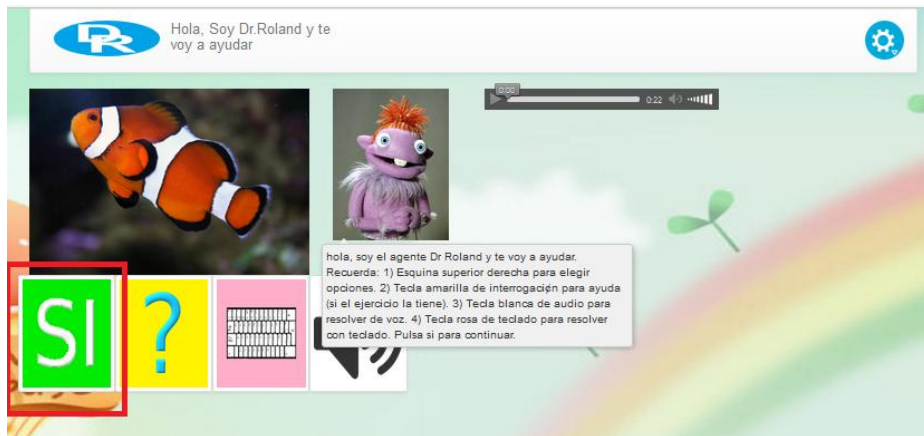 DR
Hola, Soy Dr.Roland y te
voy a ayudar
0:00
0:22
hola, soy el agente Dr Roland y te voy a ayudar.
Recuerda: 1) Esquina superior derecha para elegir
opciones. 2) Tecla amarilla de interrogación para ayuda
(si el ejercicio la tiene). 3) Tecla blanca de audio para
resolver de voz. 4) Tecla rosa de teclado para resolver
con teclado. Pulsa si para continuar.
SI
?